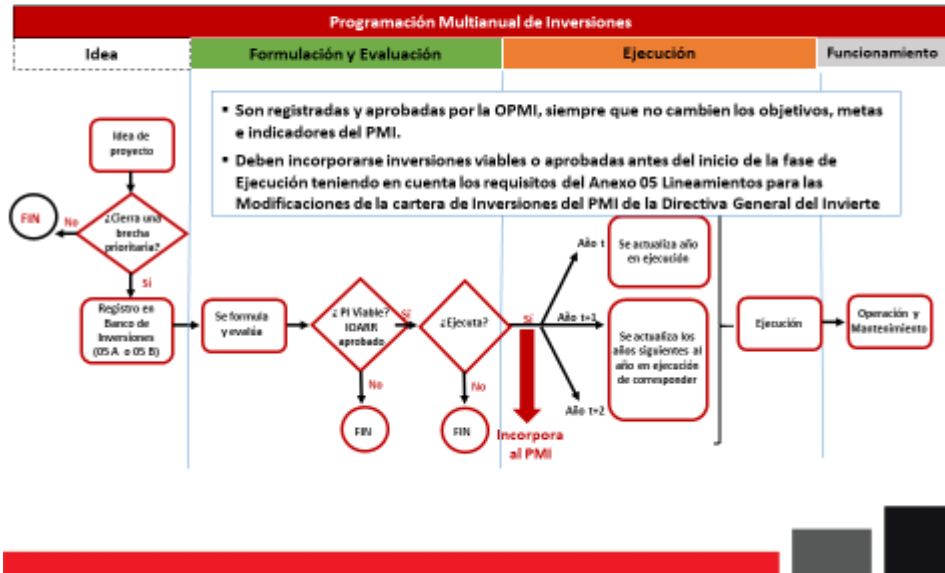 Programación Multianual de Inversiones
Idea
Formulación y Evaluación
Ejecución
Funcionamiento
▪ Son registradas y aprobadas por la OPMI, siempre que no cambien los objetivos, metas
e indicadores del PMI.
▪ Deben incorporarse inversiones viables o aprobadas antes del inicio de la fase de
Ejecución teniendo en cuenta los requisitos del Anexo 05 Lineamientos para las
Modificaciones de la cartera de Inversiones del PMI de la Directiva General del Invierte
Idea de
proyecto
FIN
No
¿Cierra una
brecha
prioritaria?
Sí
Registro en
Banco de
Inversiones
(05 A o 05 B)
Se formula
y evalúa
¿ PI Viable?
IOARR
aprobado
Sí
No
FIN
¿Ejecuta?
No
FIN
Sí
Incorpora
al PMI
Año t
Se actualiza año
en ejecución
Año t+1
Se actualiza los
años siguientes al
año en ejecución
de corresponder
Año t+2
Ejecución
Operación y
Mantenimiento